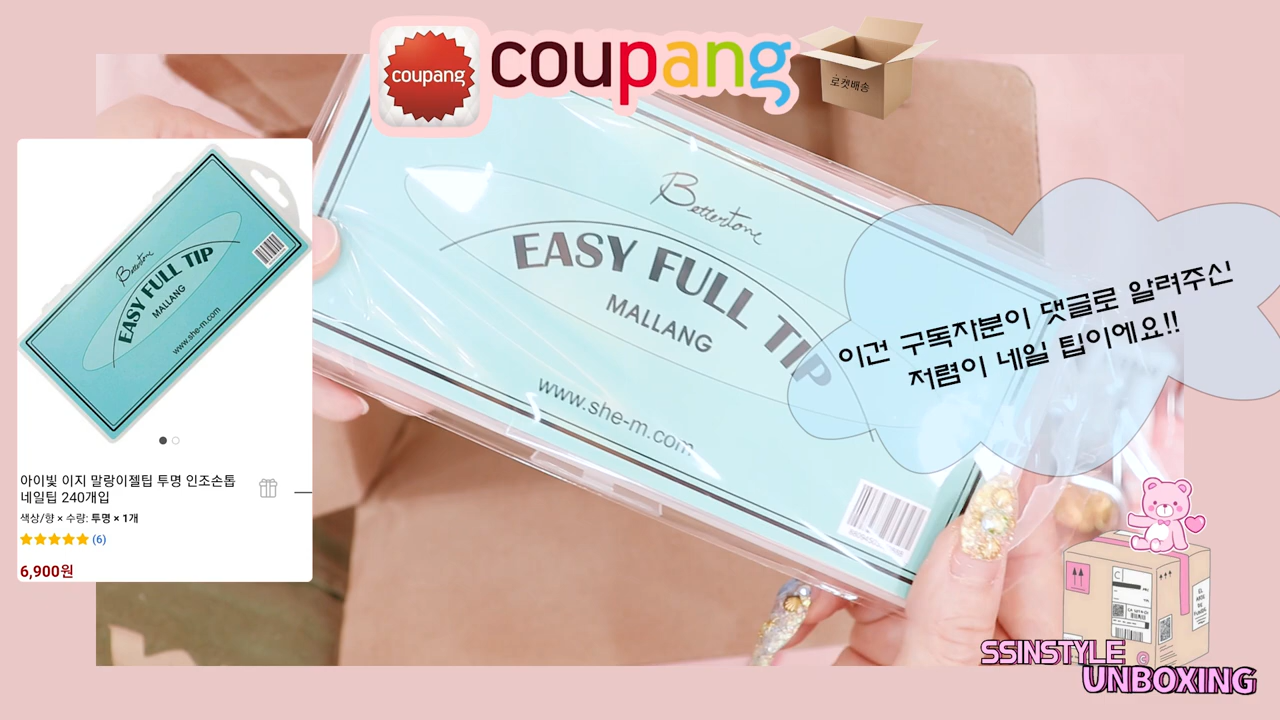 coupang
coupang
로켓배송
Bettertone
EASY FULL TIP
MALLANG
www.she-m.com
아이빛 이지 말랑이젤팁 투명 인조손톱
네일팁 240개입
색상/향 × 수량: 투명 × 1개
(6)
6,900원
Bettertone
EASY FULL TIP
MALLANG
www.she-m.com
이건 구독자분이 댓글로 알려주신
저렴이 네일 팁이에요!!
SSINSTYLE
UNBOXING